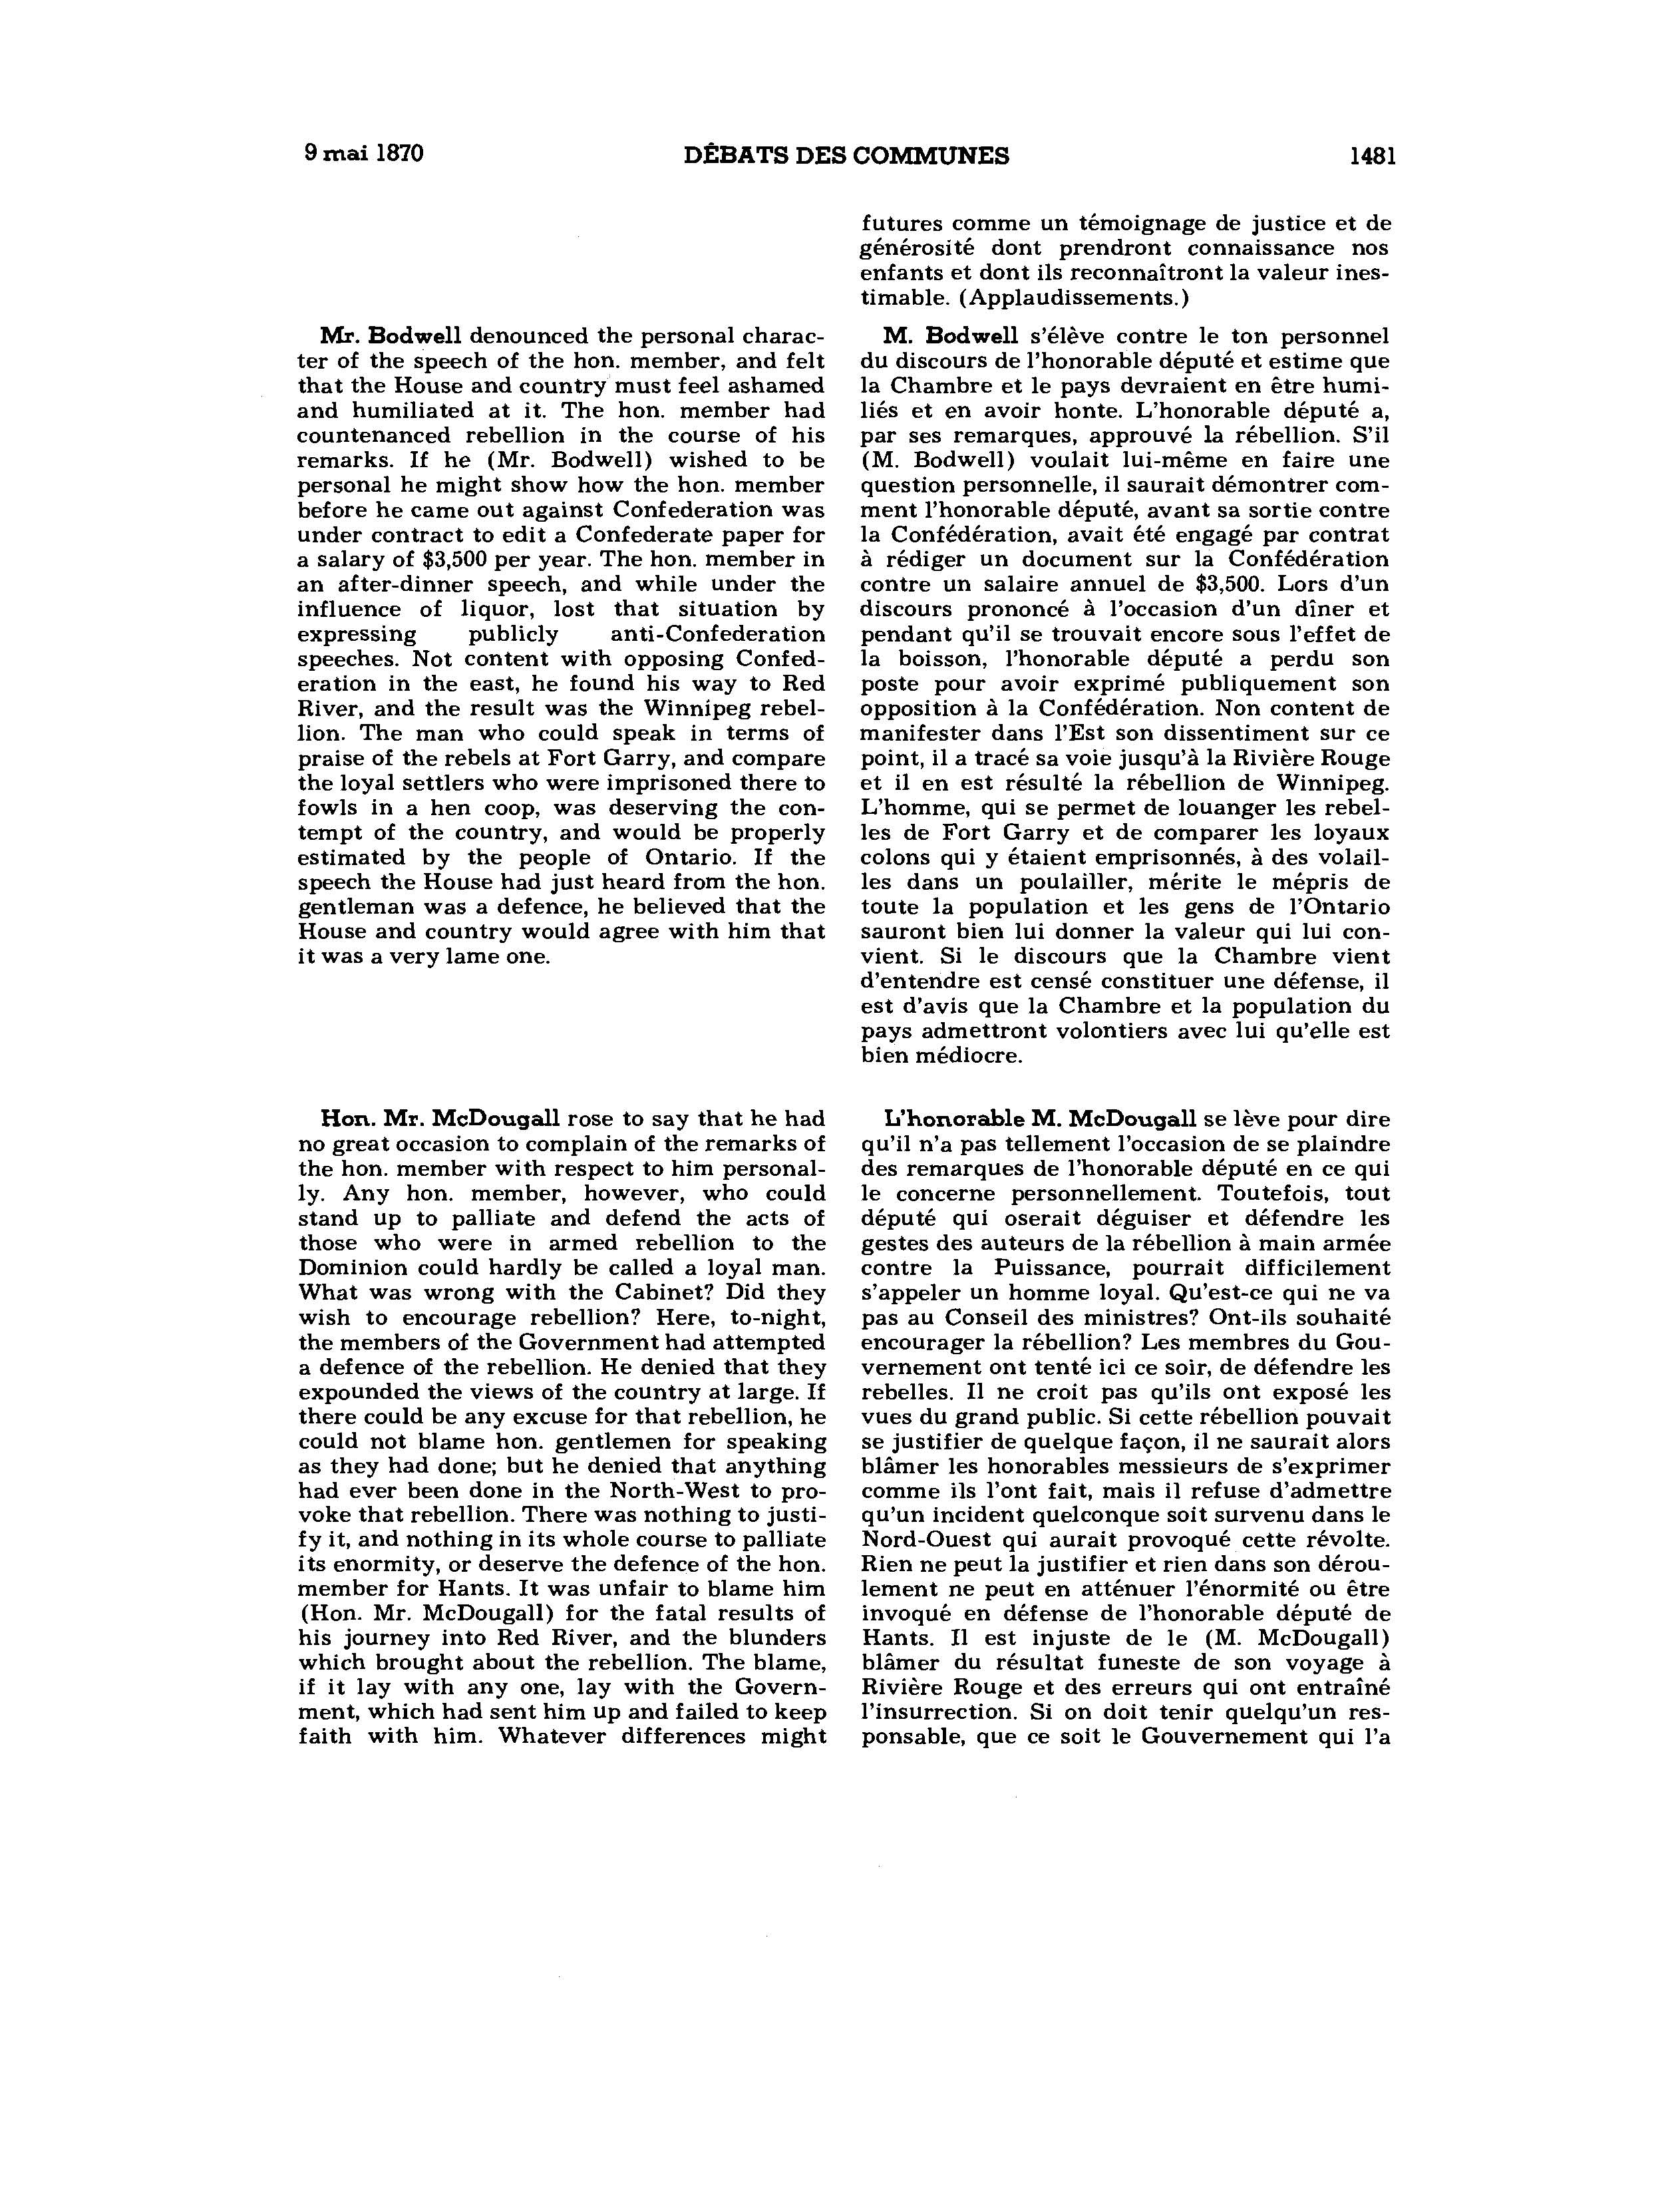 9 mai 1870
DÉBATS DES COMMUNES
1481
Mr. Bodwell denounced the personal charac-
ter of the speech of the hon. member, and felt
that the House and country must feel ashamed
and humiliated at it. The hon. member had
countenanced rebellion in the course of his
remarks. If he (Mr. Bodwell) wished to be
personal he might show how the hon. member
before he came out against Confederation was
under contract to edit a Confederate paper for
a salary of $3,500 per year. The hon. member in
an after-dinner speech, and while under the
influence of liquor, lost that situation by
expressing publicly anti-Confederation
speeches. Not content with opposing Confed-
eration in the east, he found his way to Red
River, and the result was the Winnipeg rebel-
lion. The man who could speak in terms of
praise of the rebels at Fort Garry, and compare
the loyal settlers who were imprisoned there to
fowls in a hen coop, was deserving the con-
tempt of the country, and would be properly
estimated by the people of Ontario. If the
speech the House had just heard from the hon.
gentleman was a defence, he believed that the
House and country would agree with him that
it was a very lame one.
Hon. Mr. McDougall rose to say that he had
no great occasion to complain of the remarks of
the hon. member with respect to him personal-
ly. Any hon. member, however, who could
stand up to palliate and defend the acts of
those who were in armed rebellion to the
Dominion could hardly be called a loyal man.
What was wrong with the Cabinet? Did they
wish to encourage rebellion? Here, to-night,
the members of the Government had attempted
a defence of the rebellion. He denied that they
expounded the views of the country at large. If
there could be any excuse for that rebellion, he
could not blame hon. gentlemen for speaking
as they had done; but he denied that anything
had ever been done in the North-West to pro-
voke that rebellion. There was nothing to justi-
fy it, and nothing in its whole course to palliate
its enormity, or deserve the defence of the hon.
member for Hants. It was unfair to blame him
(Hon. Mr. McDougall) for the fatal results of
his journey into Red River, and the blunders
which brought about the rebellion. The blame,
if it lay with any one, lay with the Govern-
ment, which had sent him up and failed to keep
faith with him. Whatever differences might
futures comme un témoignage de justice et de
générosité dont prendront connaissance nos
enfants et dont ils reconnaîtront la valeur ines-
timable. (Applaudissements.)
M. Bodwell s'élève contre le ton personnel
du discours de l'honorable député et estime que
la Chambre et le pays devraient en être humi-
liés et en avoir honte. L'honorable député a,
par ses remarques, approuvé la rébellion. S'il
(M. Bodwell) voulait lui-même en faire une
question personnelle, il saurait démontrer com-
ment l'honorable député, avant sa sortie contre
la Confédération, avait été engagé par contrat
à rédiger un document sur la Confédération
contre un salaire annuel de $3,500. Lors d'un
discours prononcé à l'occasion d'un dîner et
pendant qu'il se trouvait encore sous l'effet de
la boisson, l'honorable député a perdu son
poste pour avoir exprimé publiquement son
opposition à la Confédération. Non content de
manifester dans l'Est son dissentiment sur ce
point, il a tracé sa voie jusqu'à la Rivière Rouge
et il en est résulté la rébellion de Winnipeg.
L'homme, qui se permet de louanger les rebel-
les de Fort Garry et de comparer les loyaux
colons qui y étaient emprisonnés, à des volail-
les dans un poulailler, mérite le mépris de
toute la population et les gens de l'Ontario
sauront bien lui donner la valeur qui lui con-
vient. Si le discours que la Chambre vient
d'entendre est censé constituer une défense, il
est d'avis que la Chambre et la population du
pays admettront volontiers avec lui qu'elle est
bien médiocre.
L'honorable M. McDougall se lève pour dire
qu'il n'a pas tellement l'occasion de se plaindre
des remarques de l'honorable député en ce qui
le concerne personnellement. Toutefois, tout
député qui oserait déguiser et défendre les
gestes des auteurs de la rébellion à main armée
contre la Puissance, pourrait difficilement
s'appeler un homme loyal. Qu'est-ce qui ne va
pas au Conseil des ministres? Ont-ils souhaité
encourager la rébellion? Les membres du Gou-
vernement ont tenté ici ce soir, de défendre les
rebelles. Il ne croit pas qu'ils ont exposé les
vues du grand public. Si cette rébellion pouvait
se justifier de quelque façon, il ne saurait alors
blâmer les honorables messieurs de s'exprimer
comme ils l'ont fait, mais il refuse d'admettre
qu'un incident quelconque soit survenu dans le
Nord-Ouest qui aurait provoqué cette révolte.
Rien ne peut la justifier et rien dans son dérou-
lement ne peut en atténuer l'énormité ou être
invoqué en défense de l'honorable député de
Hants. Il est injuste de le (M. McDougall)
blâmer du résultat funeste de son voyage à
Rivière Rouge et des erreurs qui ont entraîné
l'insurrection. Si on doit tenir quelqu'un res-
ponsable, que ce soit le Gouvernement qui l'a